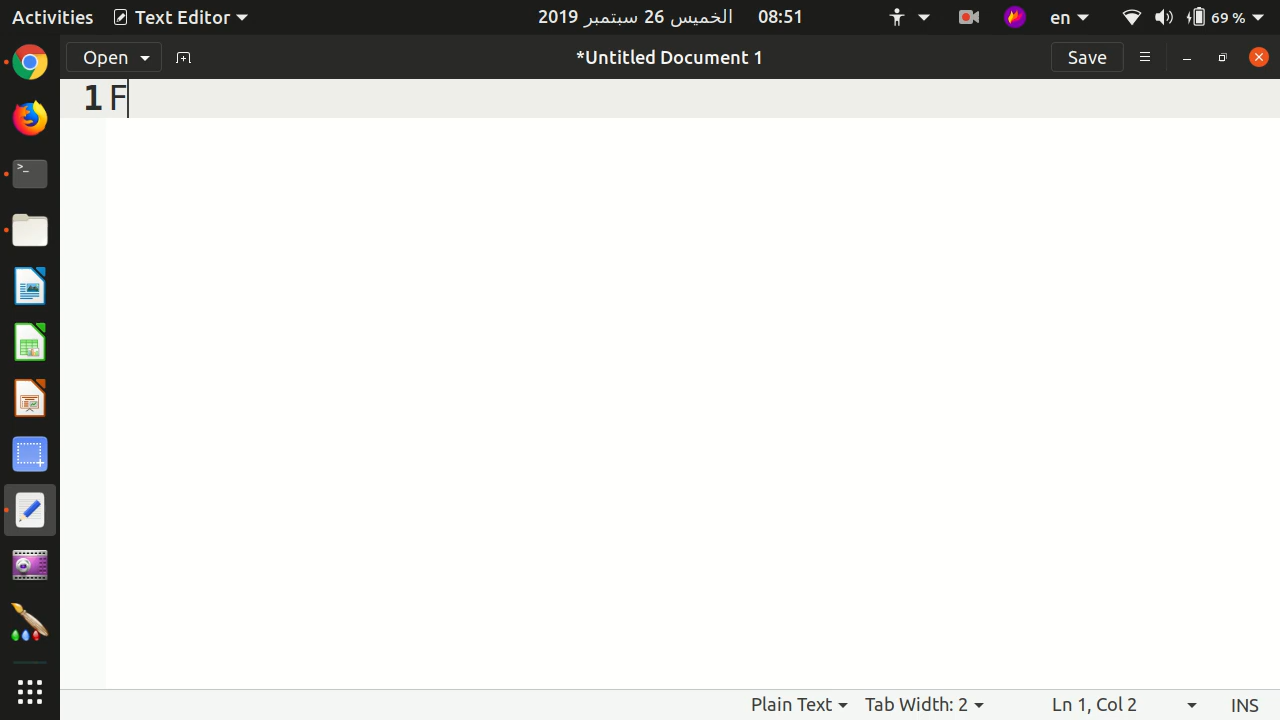 Activities Text Editor الخميس 26 سبتمبر 2019 08:51 en 69 %
Open *Untitled Document 1 Save
1 F
Plain Text Tab Width: 2 Ln 1, Col 2 INS